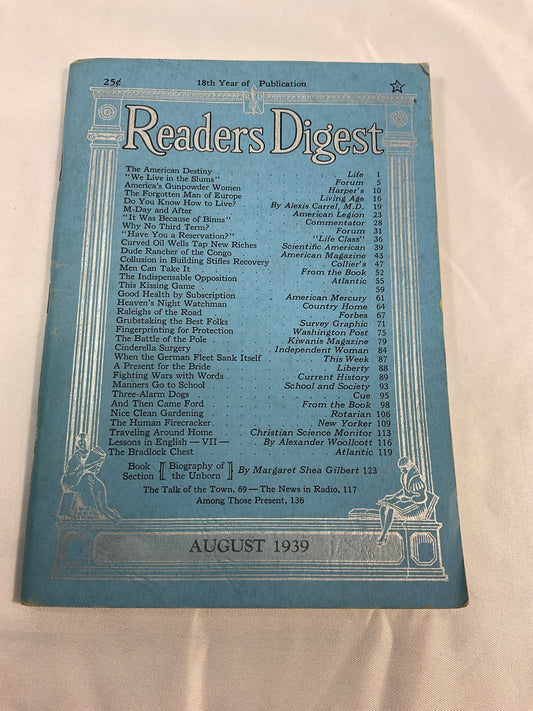 25¢ 18th Year of Publication
RD
Readers Digest
The American Destiny Life 1
"We Live in the Slums" Forum 5
America's Gunpowder Women Harper's 10
The Forgotten Man of Europe Living Age 16
Do You Know How to Live? By Alexis Carrel, M.D. 19
M-Day and After American Legion 23
"It Was Because of Binns" Commentator 28
Why No Third Term? Forum 31
"Have You a Reservation?" "Life Class" 36
Curved Oil Wells Tap New Riches Scientific American 39
Dude Rancher of the Congo American Magazine 43
Collusion in Building Stifles Recovery Collier's 47
Men Can Take It From the Book 52
The Indispensable Opposition Atlantic 55
This Kissing Game 59
Good Health by Subscription American Mercury 61
Heaven's Night Watchman Country Home 64
Raleighs of the Road Forbes 67
Grubstaking the Best Folks Survey Graphic 71
Fingerprinting for Protection Washington Post 75
The Battle of the Pole Kiwanis Magazine 79
Cinderella Surgery Independent Woman 84
When the German Fleet Sank Itself This Week 87
A Present for the Bride Liberty 88
Fighting Wars with Words Current History 89
Manners Go to School School and Society 93
Three-Alarm Dogs Cue 95
And Then Came Ford From the Book 98
Nice Clean Gardening Rotarian 106
The Human Firecracker New Yorker 109
Traveling Around Home Christian Science Monitor 113
Lessons in English — VII — By Alexander Woollcott 116
The Bradlock Chest Atlantic 119
Book Section [Biography of the Unborn] By Margaret Shea Gilbert 123
The Talk of the Town, 69 — The News in Radio, 117
Among Those Present, 136
AUGUST 1939